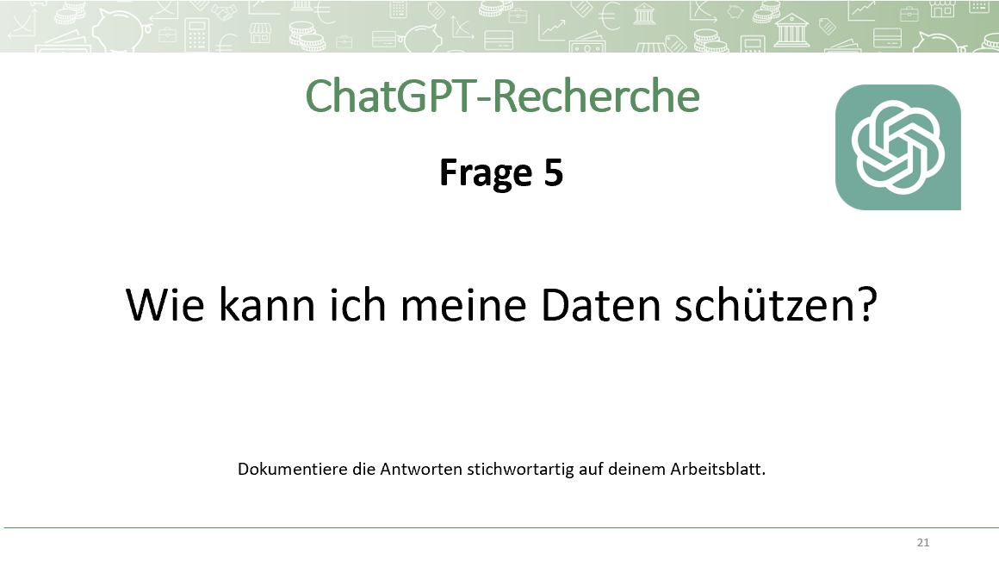 ChatGPT-Recherche
Frage 5
Wie kann ich meine Daten schützen?
Dokumentiere die Antworten stichwortartig auf deinem Arbeitsblatt.
21